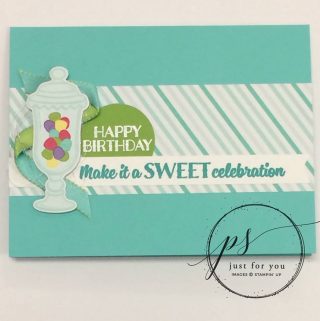 HAPPY
BIRTHDAY
Make it a SWEET celebration
ps
just for you
IMAGES © STAMPIN' UP